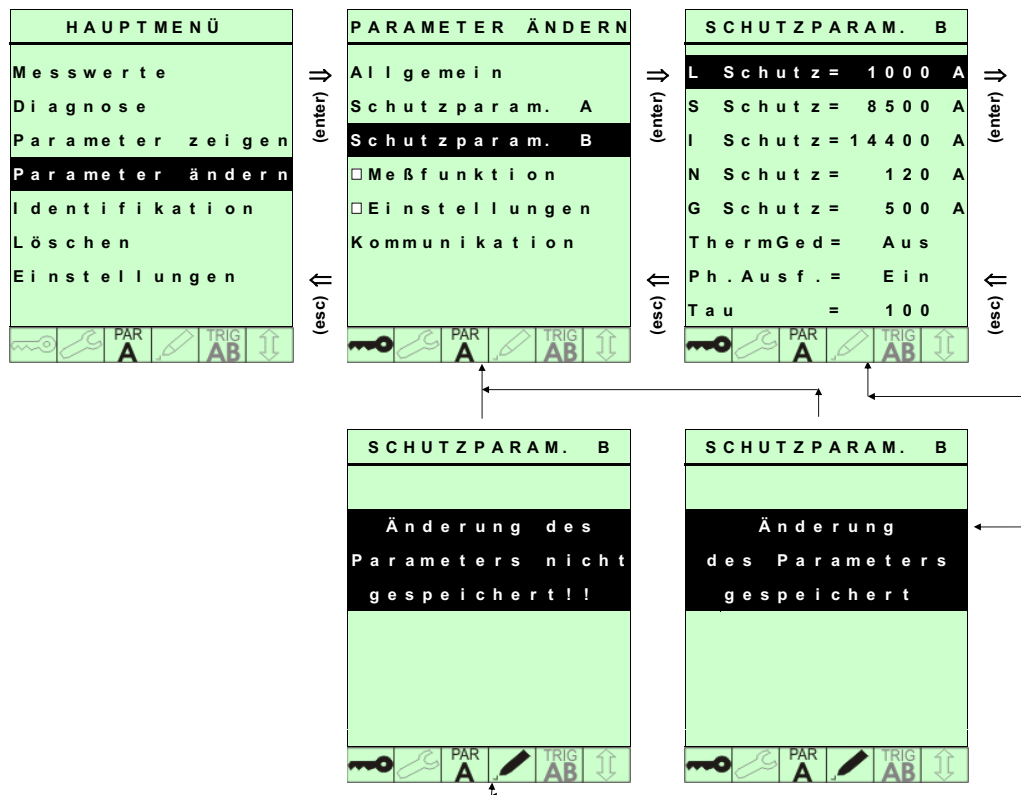 HAUPTMENÜ
Messwerte
Diagnose
Parameter zeigen
Parameter ändern
Identifikation
Löschen
Einstellungen
PAR
A
TRIG
AB
(enter)
(esc)
PARAMETER ÄNDERN
Allgemein
Schutzparam. A
Schutzparam. B
□Meßfunktion
□Einstellungen
Kommunikation
PAR
A
TRIG
AB
(enter)
(esc)
SCHUTZPARAM. B
L Schutz= 1000 A
S Schutz= 8500 A
I Schutz=14400 A
N Schutz= 120 A
G Schutz= 500 A
ThermGed= Aus
Ph.Ausf.= Ein
Tau = 100
PAR
A
TRIG
AB
(enter)
(esc)
SCHUTZPARAM. B
Änderung des
Parameters nicht
gespeichert!!
PAR
A
TRIG
AB
SCHUTZPARAM. B
Änderung
des Parameters
gespeichert
PAR
A
TRIG
AB